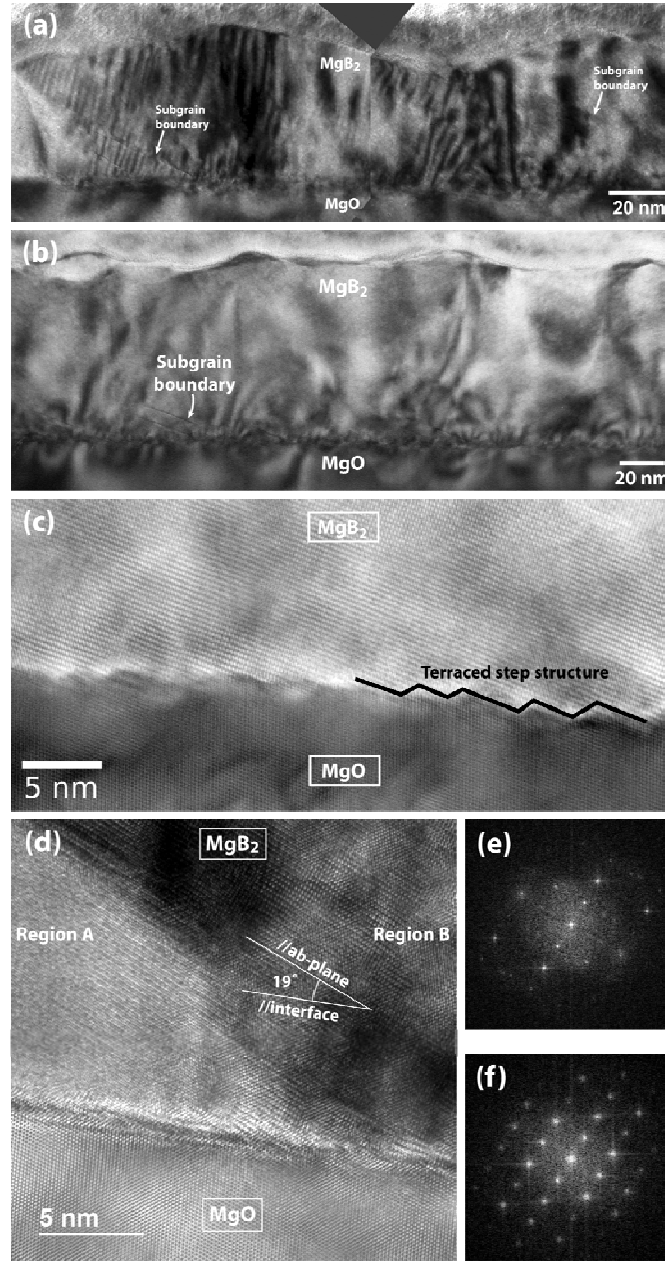 (a)
MgB₂
Subgrain
boundary
Subgrain
boundary
MgO
20 nm
(b)
MgB₂
Subgrain
boundary
MgO
20 nm
(c)
MgB₂
Terraced step structure
MgO
5 nm
(d)
MgB₂
Region A
Region B
//ab-plane
19°
//interface
MgO
5 nm
(e)
(f)